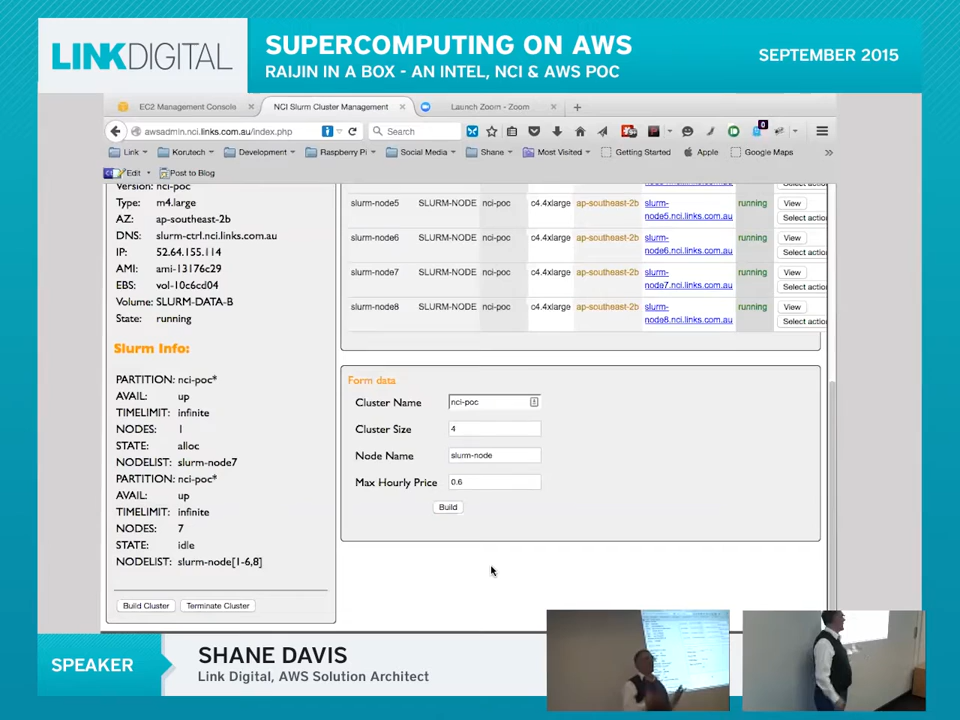 LINKDIGITAL
SUPERCOMPUTING ON AWS
RAIJIN IN A BOX - AN INTEL, NCI & AWS POC
SEPTEMBER 2015
EC2 Management Console
NCI Slurm Cluster Management
Launch Zoom - Zoom
awsadmin.nci.links.com.au/index.php
Search
0
Link
Korutech
Development
Raspberry Pi
Social Media
Shane
Most Visited
Getting Started
Apple
Google Maps
Edit
Post to Blog
Version: nci-poc
Type: m4.large
AZ: ap-southeast-2b
DNS: slurm-ctrl.nci.links.com.au
IP: 52.64.155.114
AMI: ami-13176c29
EBS: vol-10c6cd04
Volume: SLURM-DATA-B
State: running
Slurm Info:
PARTITION: nci-poc*
AVAIL: up
TIMELIMIT: infinite
NODES: 1
STATE: alloc
NODELIST: slurm-node7
PARTITION: nci-poc*
AVAIL: up
TIMELIMIT: infinite
NODES: 7
STATE: idle
NODELIST: slurm-node[1-6,8]
Build Cluster
Terminate Cluster
slurm-node5 SLURM-NODE nci-poc c4.4xlarge ap-southeast-2b slurm- running View
node5.nci.links.com.au Select actio
slurm-node6 SLURM-NODE nci-poc c4.4xlarge ap-southeast-2b slurm- running View
node6.nci.links.com.au Select actio
slurm-node7 SLURM-NODE nci-poc c4.4xlarge ap-southeast-2b slurm- running View
node7.nci.links.com.au Select actio
slurm-node8 SLURM-NODE nci-poc c4.4xlarge ap-southeast-2b slurm- running View
node8.nci.links.com.au Select actio
Form data
Cluster Name nci-poc
Cluster Size 4
Node Name slurm-node
Max Hourly Price 0.6
Build
SPEAKER
SHANE DAVIS
Link Digital, AWS Solution Architect